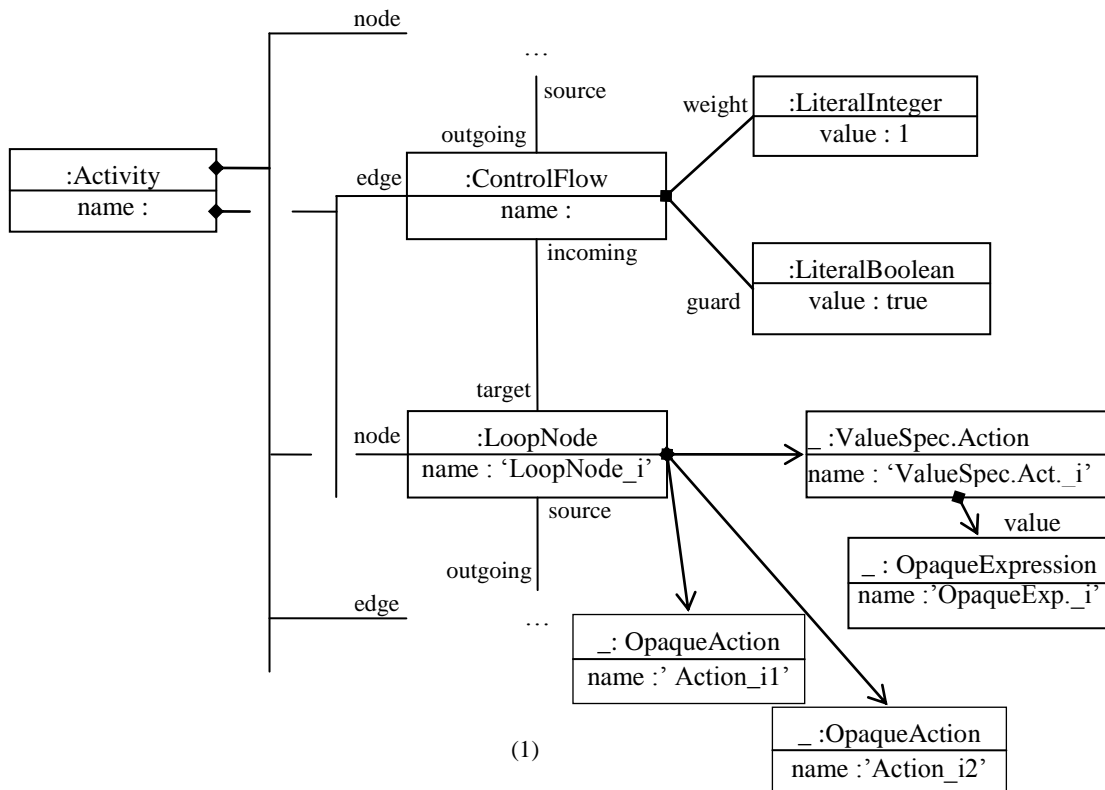 node
…
source
weight
:LiteralInteger
value : 1
outgoing
:Activity
name :
edge
:ControlFlow
name :
incoming
:LiteralBoolean
value : true
guard
target
node
:LoopNode
name : ‘LoopNode_i’
_ :ValueSpec.Action
name : ‘ValueSpec.Act._i’
source
value
outgoing
_ : OpaqueExpression
name :’OpaqueExp._i’
edge
…
_: OpaqueAction
name :’ Action_i1’
_ :OpaqueAction
name :’Action_i2’
(1)